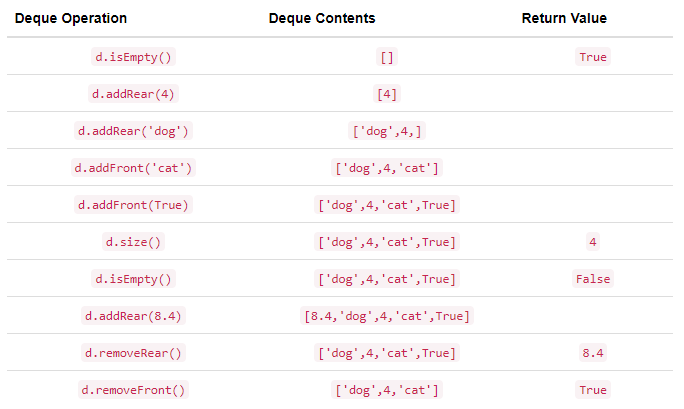 Deque Operation Deque Contents Return Value
d.isEmpty() [] True
d.addRear(4) [4]
d.addRear('dog') ['dog',4,]
d.addFront('cat') ['dog',4,'cat']
d.addFront(True) ['dog',4,'cat',True]
d.size() ['dog',4,'cat',True] 4
d.isEmpty() ['dog',4,'cat',True] False
d.addRear(8.4) [8.4,'dog',4,'cat',True]
d.removeRear() ['dog',4,'cat',True] 8.4
d.removeFront() ['dog',4,'cat'] True